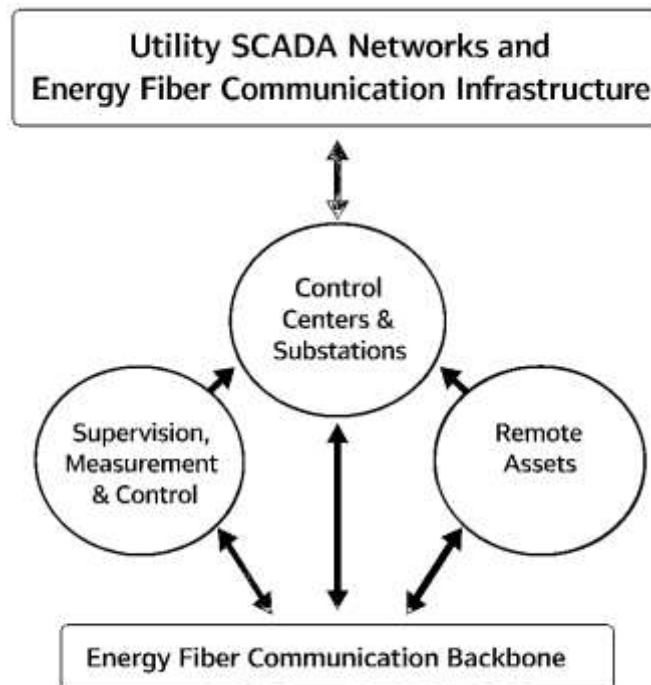 Utility SCADA Networks and
Energy Fiber Communication Infrastructure
Control
Centers &
Substations
Supervision,
Measurement
& Control
Remote
Assets
Energy Fiber Communication Backbone